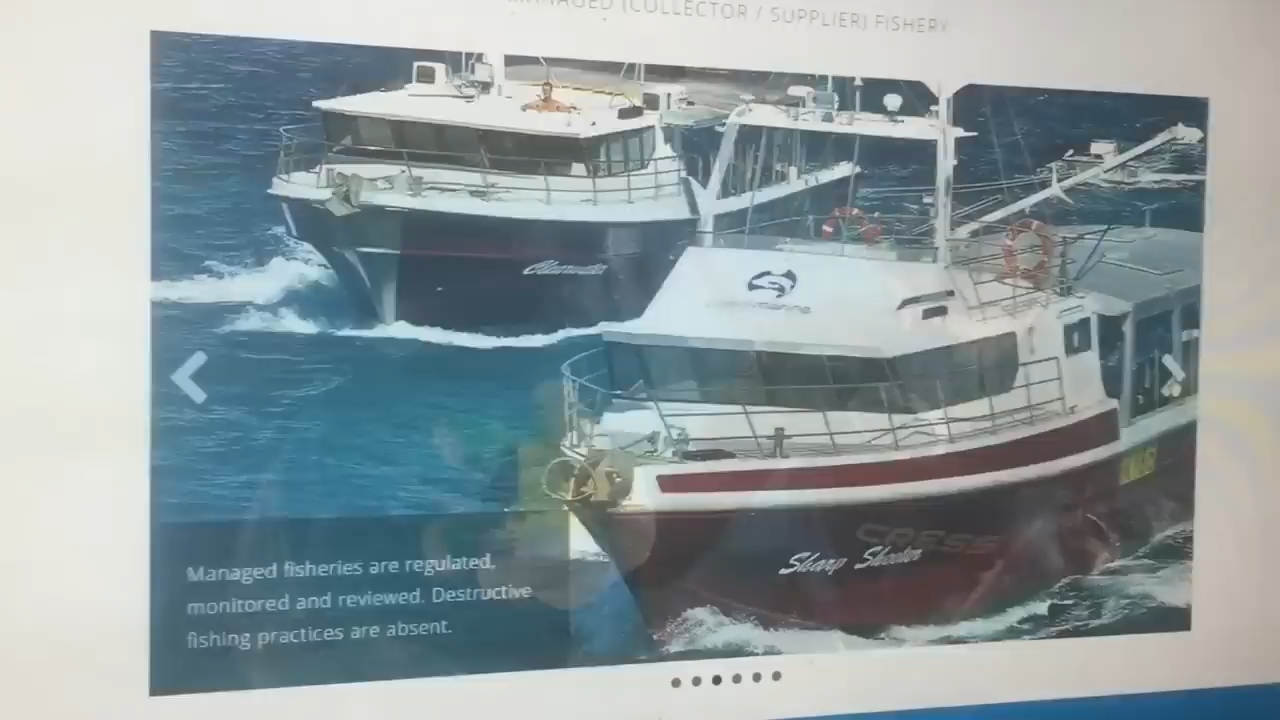 MANAGED (COLLECTOR / SUPPLIER) FISHERY
Clearwater
CRESS
Sharp Shooter
Managed fisheries are regulated,
monitored and reviewed. Destructive
fishing practices are absent.